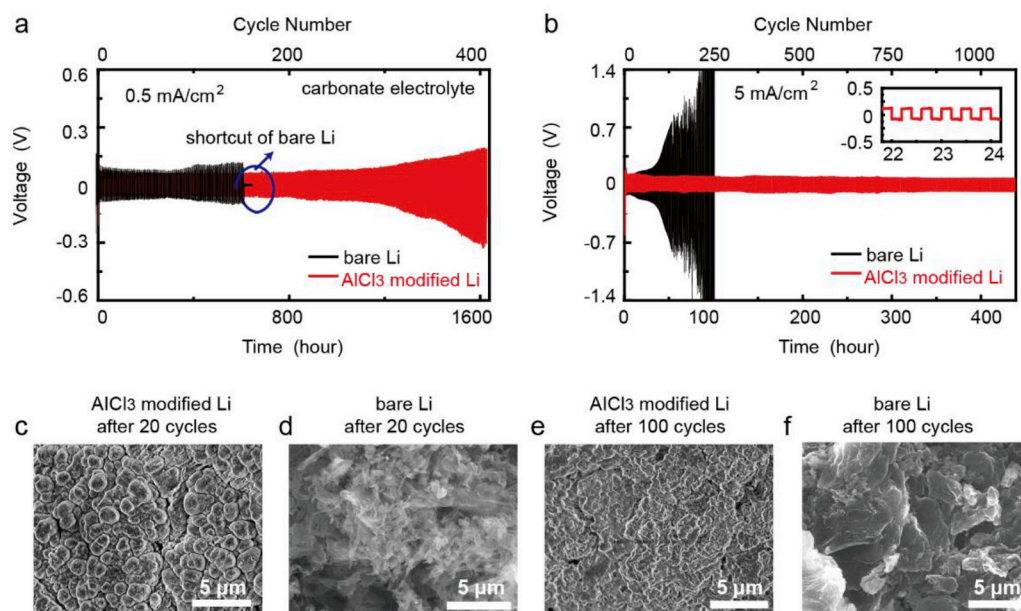 a
Cycle Number
0 200 400
0.6
0.3
0
-0.3
-0.6
Voltage (V)
0.5 mA/cm²
carbonate electrolyte
shortcut of bare Li
bare Li
AlCl3 modified Li
0 800 1600
Time (hour)
b
Cycle Number
0 250 500 750 1000
1.4
0.7
0
-0.7
-1.4
Voltage (V)
5 mA/cm²
0.5
0
-0.5
22 23 24
bare Li
AlCl3 modified Li
0 100 200 300 400
Time (hour)
c
AlCl3 modified Li
after 20 cycles
5 µm
d
bare Li
after 20 cycles
5 µm
e
AlCl3 modified Li
after 100 cycles
5 µm
f
bare Li
after 100 cycles
5 µm